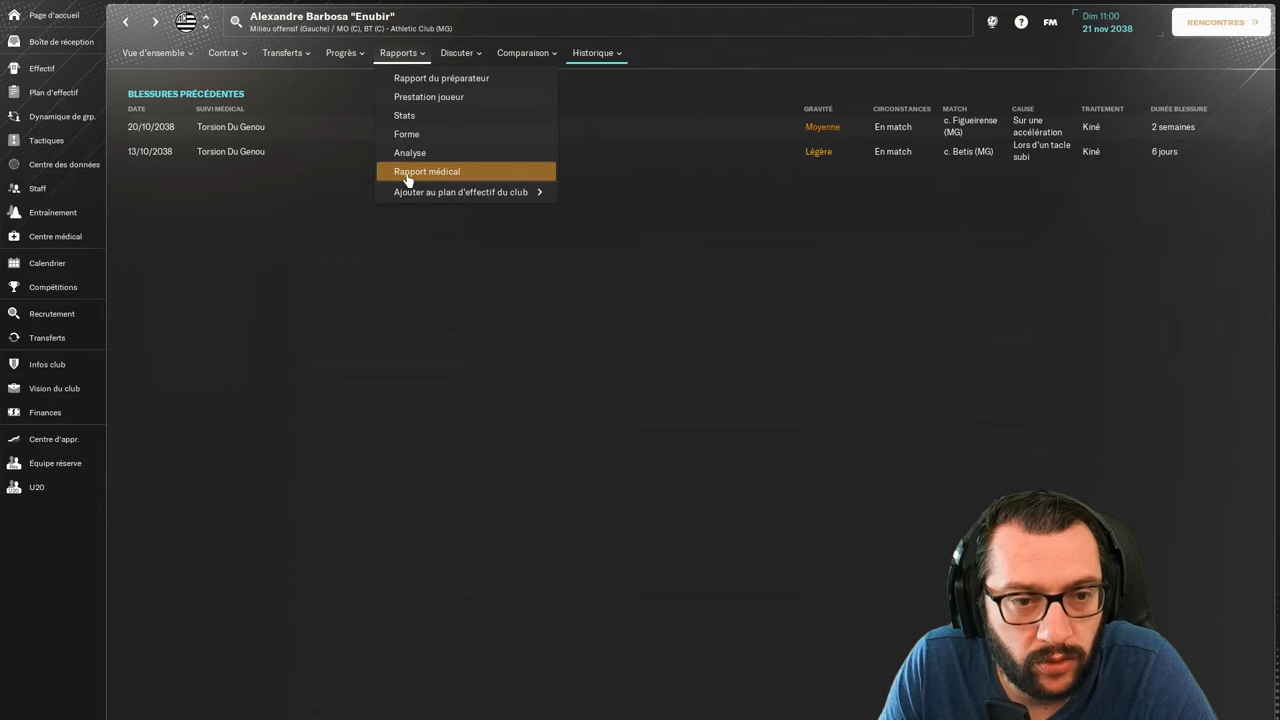 Page d'accueil
Boîte de réception
Effectif
Plan d'effectif
Dynamique de grp.
Tactiques
Centre des données
Staff
Entraînement
Centre médical
Calendrier
Compétitions
Recrutement
Transferts
Infos club
Vision du club
Finances
Centre d'appr.
Équipe réserve
U20
Alexandre Barbosa "Enubir"
Milieu offensif (Gauche) / MO (C), BT (C) - Athletic Club (MG)
FM
Dim 11:00
21 nov 2038
RENCONTRES
Vue d'ensemble
Contrat
Transferts
Progrès
Rapports
Discuter
Comparaison
Historique
Rapport du préparateur
Prestation joueur
Stats
Forme
Analyse
Rapport médical
Ajouter au plan d'effectif du club
BLESSURES PRÉCÉDENTES
DATE SUIVI MÉDICAL GRAVITÉ CIRCONSTANCES MATCH CAUSE TRAITEMENT DURÉE BLESSURE
20/10/2038 Torsion Du Genou Moyenne En match c. Figueirense (MG) Sur une accélération Kiné 2 semaines
13/10/2038 Torsion Du Genou Légère En match c. Betis (MG) Lors d'un tacle subi Kiné 6 jours